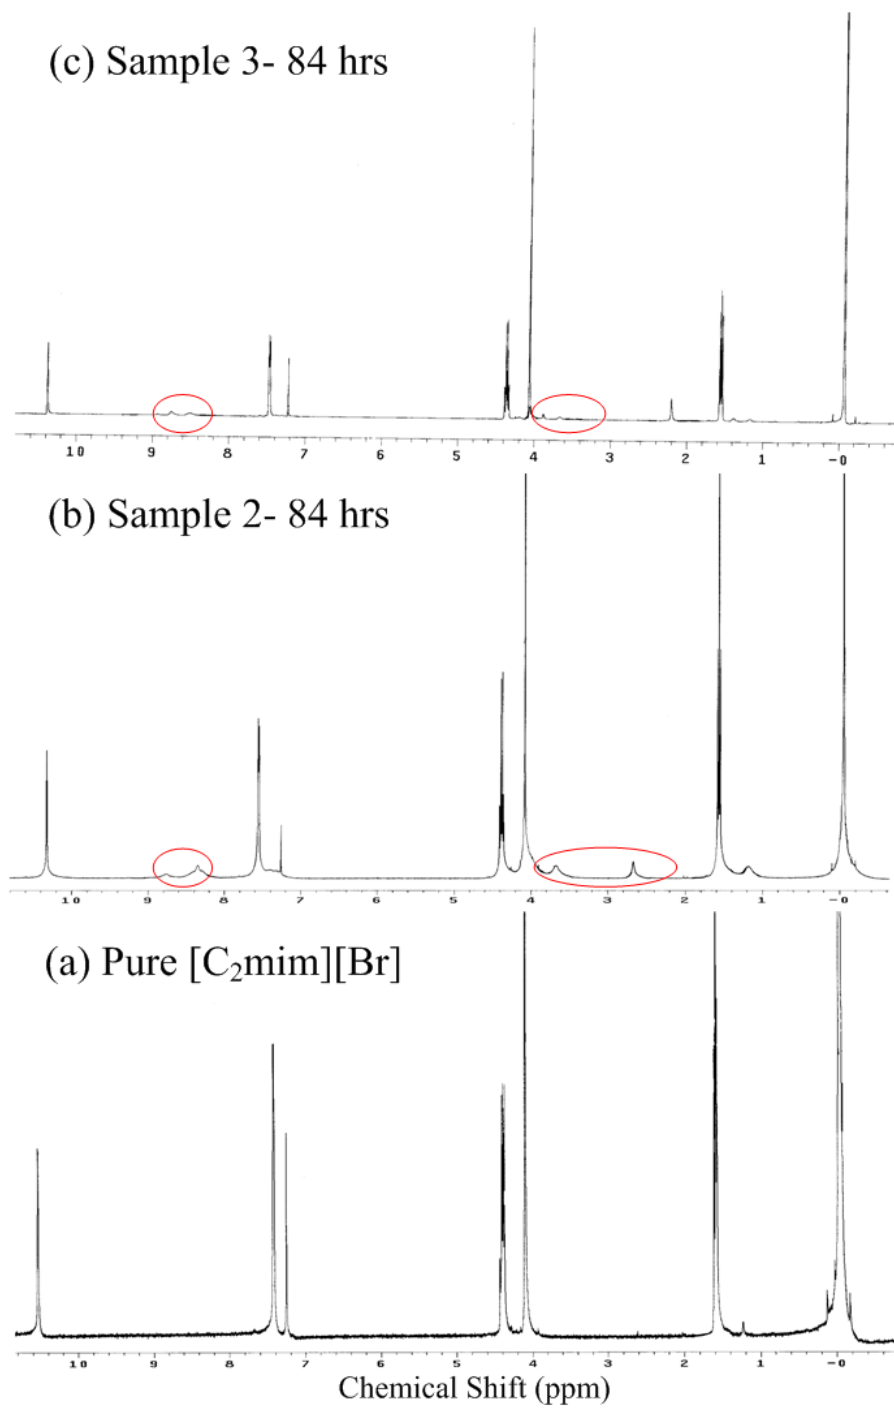 (c) Sample 3- 84 hrs
10 9 8 7 6 5 4 3 2 1 -0
(b) Sample 2- 84 hrs
10 9 8 7 6 5 4 3 2 1 -0
(a) Pure [C₂mim][Br]
10 9 8 7 6 5 4 3 2 1 -0
Chemical Shift (ppm)